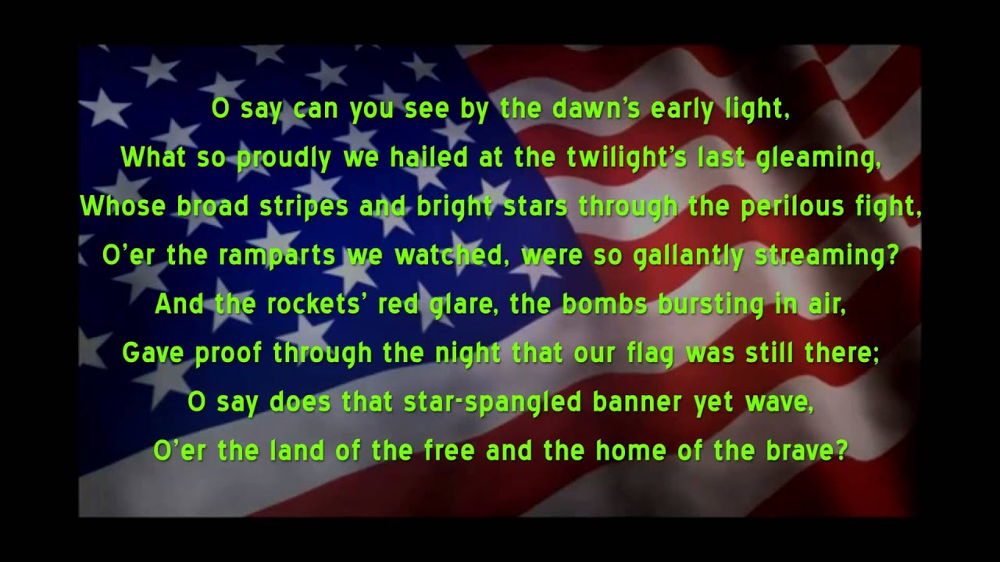 O say can you see by the dawn's early light,
What so proudly we hailed at the twilight's last gleaming,
Whose broad stripes and bright stars through the perilous fight,
O'er the ramparts we watched, were so gallantly streaming?
And the rockets' red glare, the bombs bursting in air,
Gave proof through the night that our flag was still there;
O say does that star-spangled banner yet wave,
O'er the land of the free and the home of the brave?